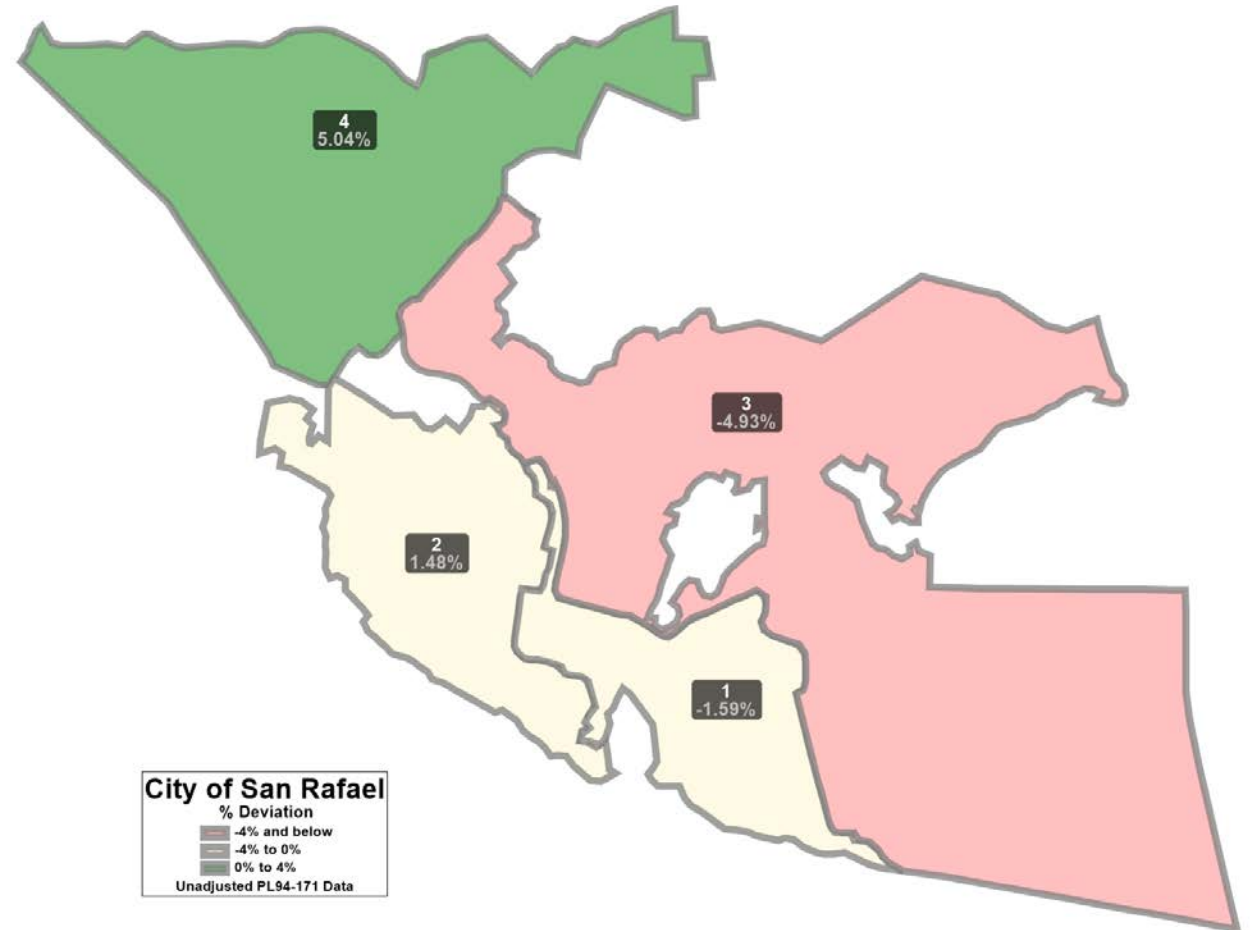 4
5.04%
3
-4.93%
2
1.48%
1
-1.59%
City of San Rafael
% Deviation
-4% and below
-4% to 0%
0% to 4%
Unadjusted PL94-171 Data